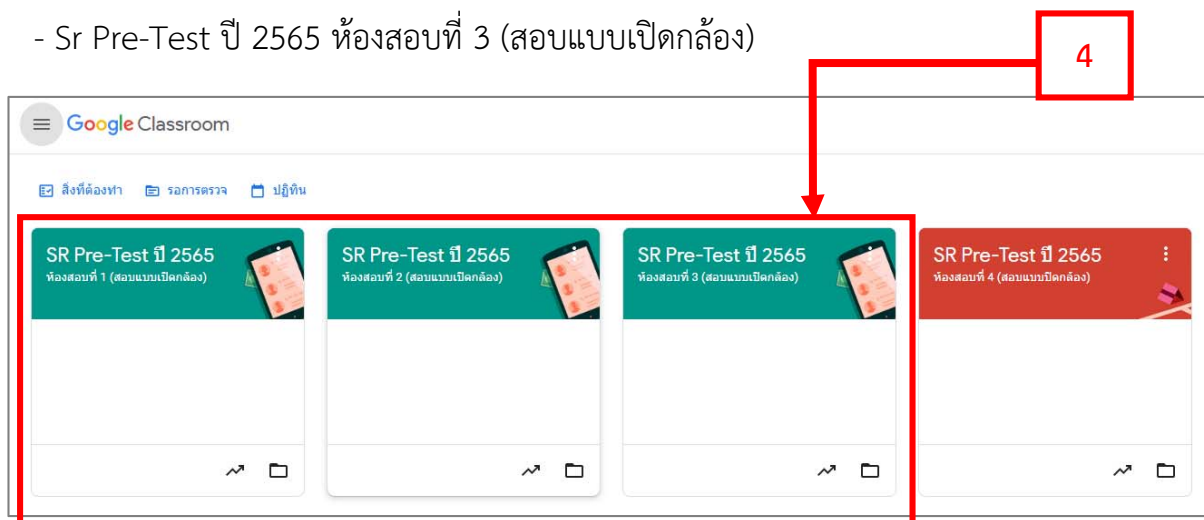 - Sr Pre-Test ปี 2565 ห้องสอบที่ 3 (สอบแบบเปิดกล้อง)
4
Google Classroom
สิ่งที่ต้องทำ รอการตรวจ ปฏิทิน
SR Pre-Test ปี 2565
ห้องสอบที่ 1 (สอบแบบเปิดกล้อง)
SR Pre-Test ปี 2565
ห้องสอบที่ 2 (สอบแบบเปิดกล้อง)
SR Pre-Test ปี 2565
ห้องสอบที่ 3 (สอบแบบเปิดกล้อง)
SR Pre-Test ปี 2565
ห้องสอบที่ 4 (สอบแบบเปิดกล้อง)